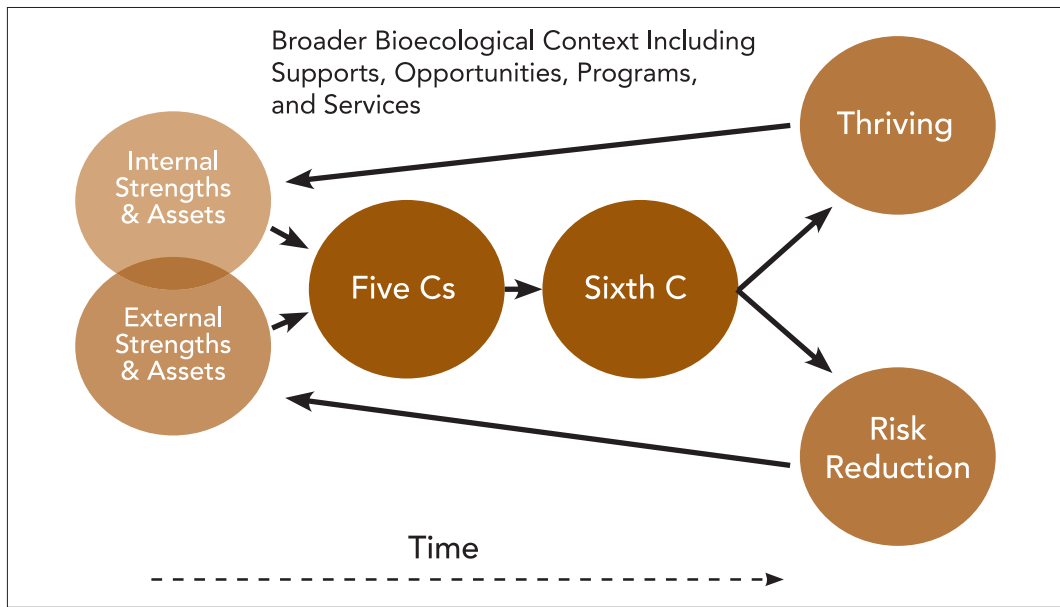 Broader Bioecological Context Including
Supports, Opportunities, Programs,
and Services
Thriving
Internal
Strengths
& Assets
Five Cs
Sixth C
External
Strengths
& Assets
Risk
Reduction
Time